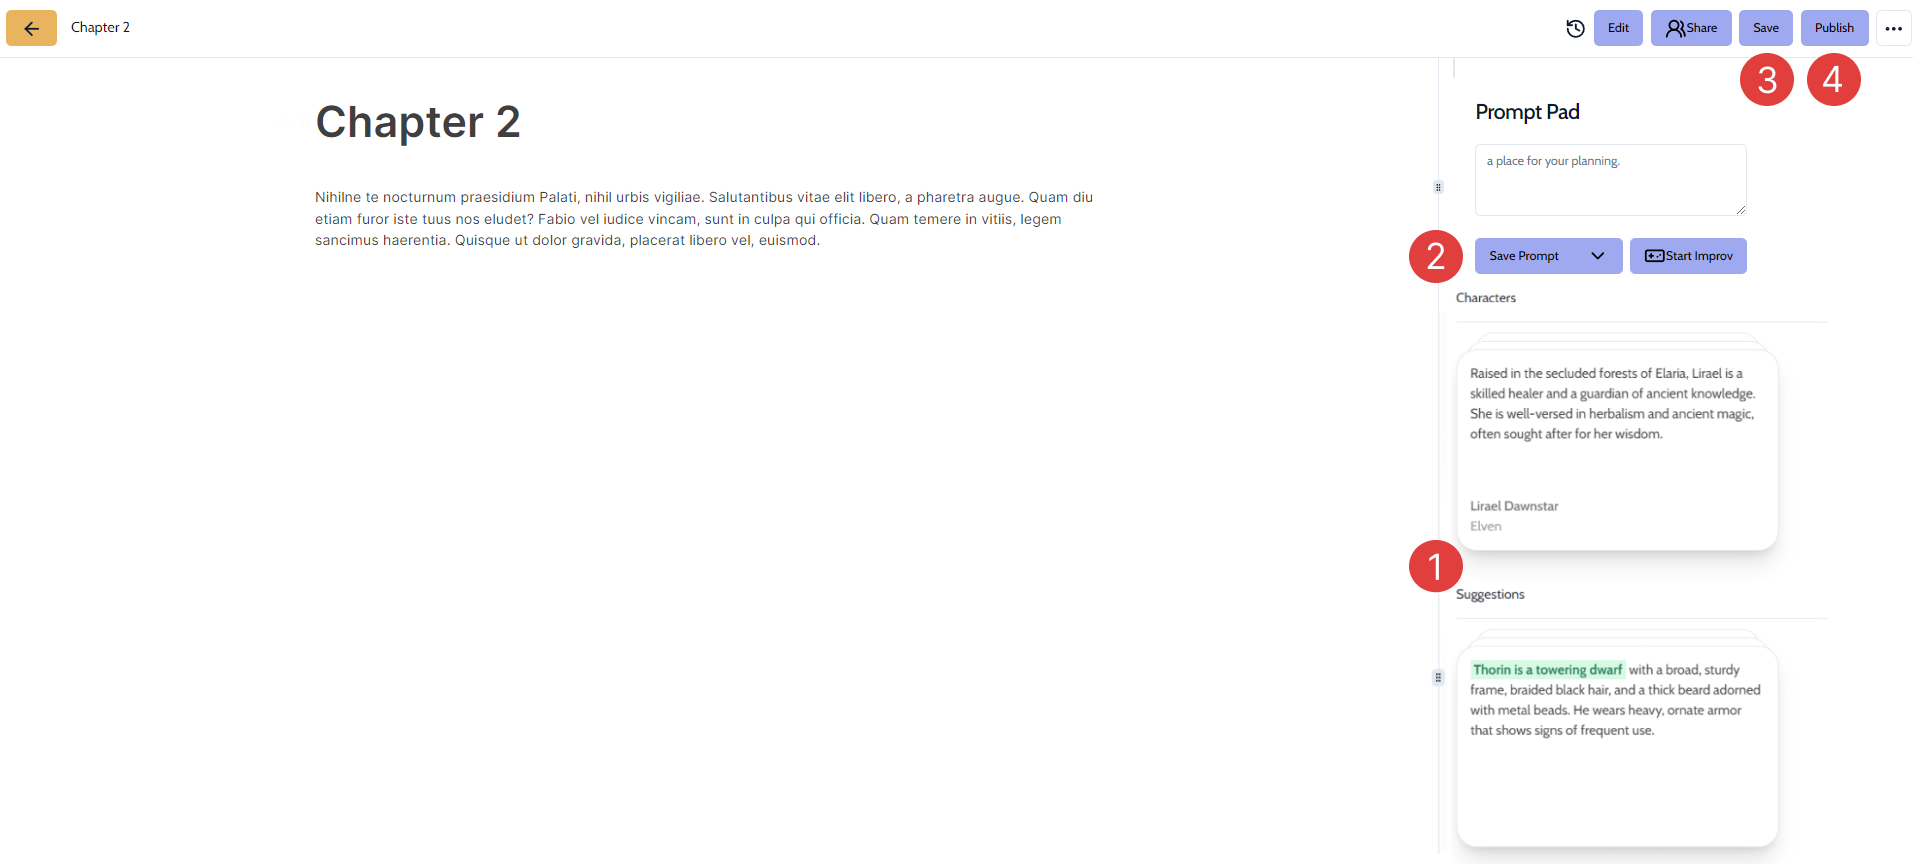 Chapter 2
Edit
Share
Save
Publish
3
4
Chapter 2
Nihilne te nocturnum praesidium Palati, nihil urbis vigiliae. Salutantibus vitae elit libero, a pharetra augue. Quam diu
etiam furor iste tuus nos eludet? Fabio vel iudice vincam, sunt in culpa qui officia. Quam temere in vitiis, legem
sancimus haerentia. Quisque ut dolor gravida, placerat libero vel, euismod.
Prompt Pad
a place for your planning.
2
Save Prompt
Start Improv
Characters
Raised in the secluded forests of Elaria, Lirael is a
skilled healer and a guardian of ancient knowledge.
She is well-versed in herbalism and ancient magic,
often sought after for her wisdom.
Lirael Dawnstar
Elven
1
Suggestions
Thorin is a towering dwarf with a broad, sturdy
frame, braided black hair, and a thick beard adorned
with metal beads. He wears heavy, ornate armor
that shows signs of frequent use.